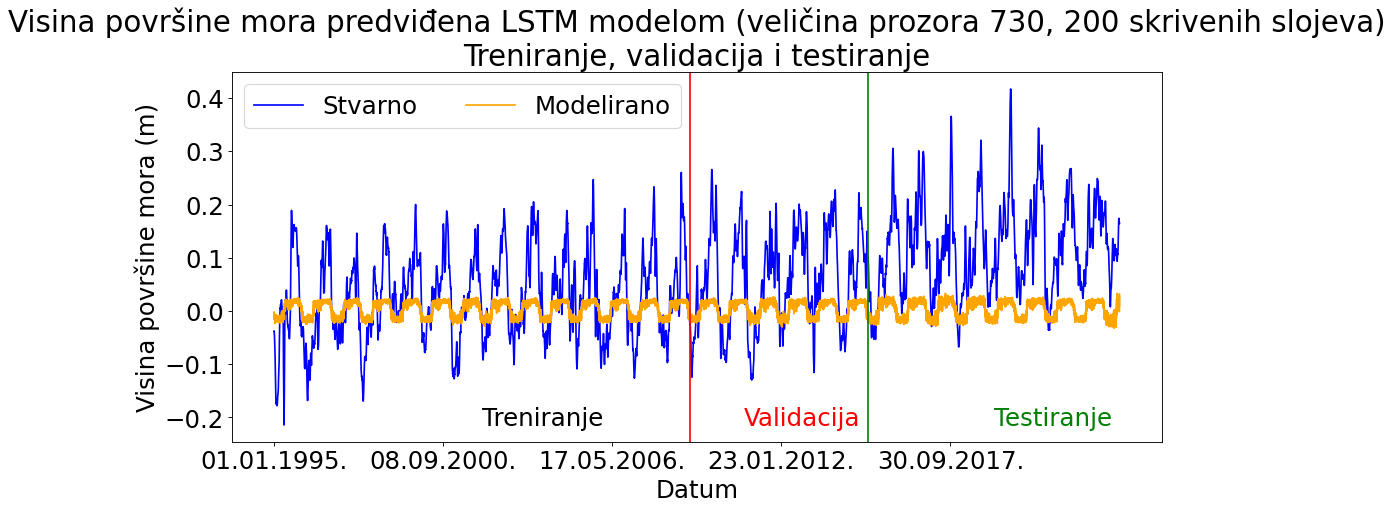 Visina površine mora predviđena LSTM modelom (veličina prozora 730, 200 skrivenih slojeva)
Treniranje, validacija i testiranje
Stvarno
Modelirano
Visina površine mora (m)
0.4
0.3
0.2
0.1
0.0
−0.1
−0.2
Treniranje
Validacija
Testiranje
01.01.1995.
08.09.2000.
17.05.2006.
23.01.2012.
30.09.2017.
Datum